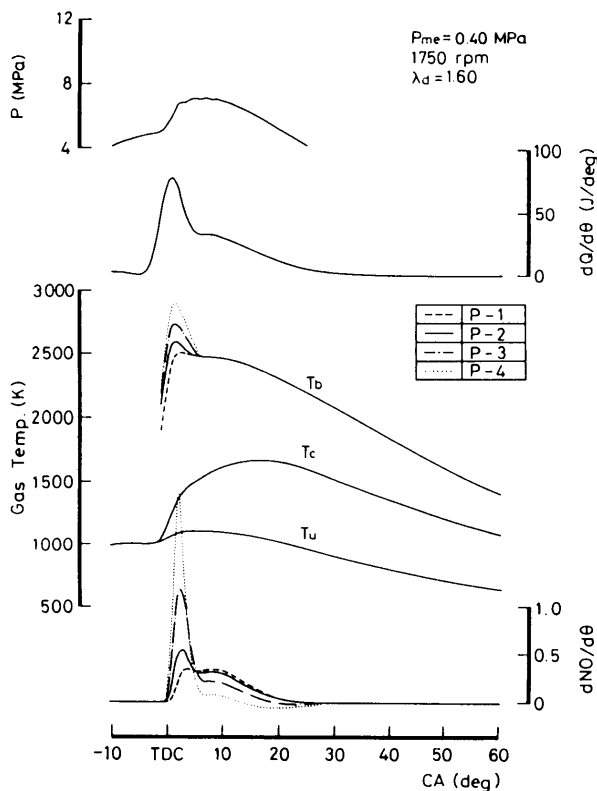 12
8
4
P (MPa)
Pme = 0.40 MPa
1750 rpm
λd = 1.60
100
50
0
dQ/dθ (J/deg)
3000
2500
2000
1500
1000
500
Gas Temp. (K)
P - 1
P - 2
P - 3
P - 4
Tb
Tc
Tu
1.0
0.5
0
dNO/dθ
-10 TDC 10 20 30 40 50 60
CA (deg)